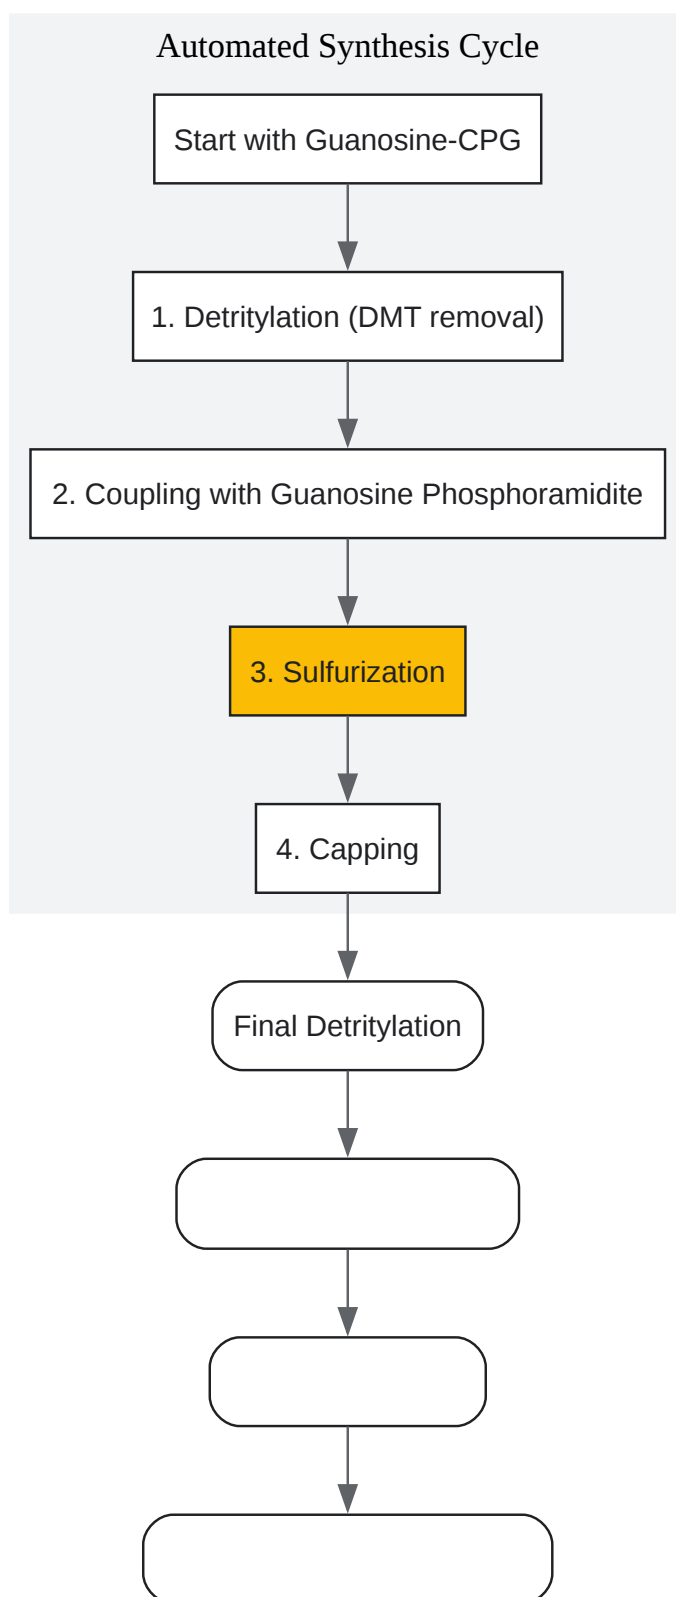 Automated Synthesis Cycle
Start with Guanosine-CPG
1. Detritylation (DMT removal)
2. Coupling with Guanosine Phosphoramidite
3. Sulfurization
4. Capping
Final Detritylation